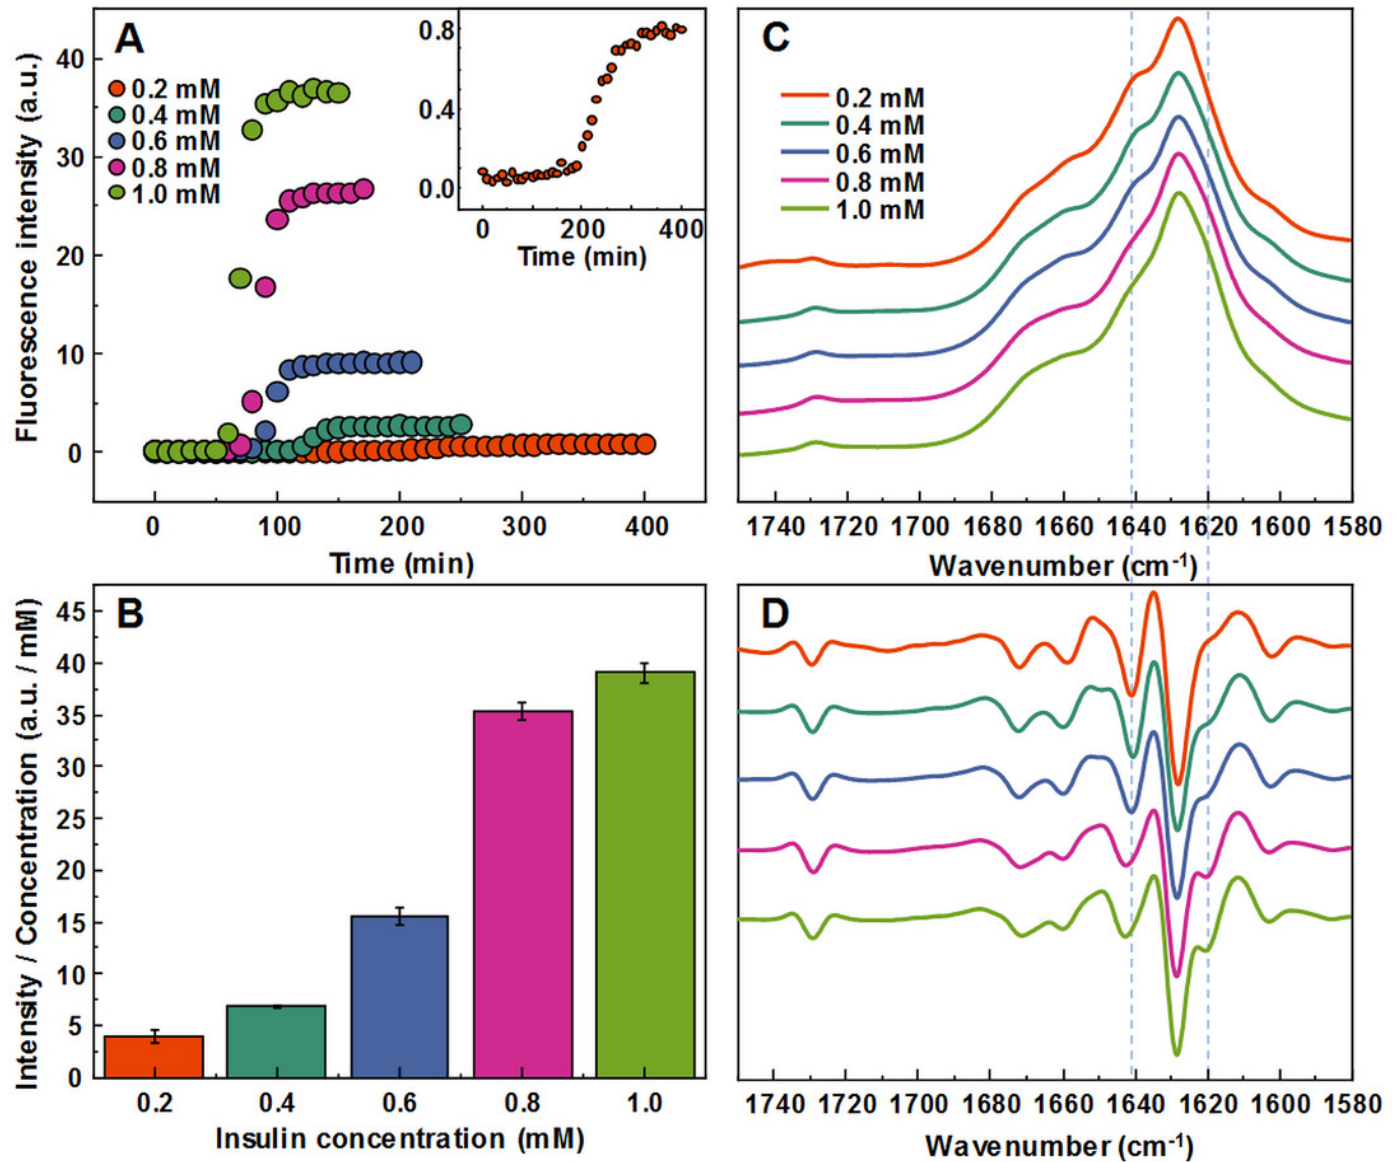 A
Fluorescence intensity (a.u.)
40
30
20
10
0
0.2 mM
0.4 mM
0.6 mM
0.8 mM
1.0 mM
0.8
0.4
0.0
0 200 400
Time (min)
0 100 200 300 400
Time (min)
C
0.2 mM
0.4 mM
0.6 mM
0.8 mM
1.0 mM
1740 1720 1700 1680 1660 1640 1620 1600 1580
Wavenumber (cm⁻¹)
B
Intensity / Concentration (a.u. / mM)
45
40
35
30
25
20
15
10
5
0
0.2 0.4 0.6 0.8 1.0
Insulin concentration (mM)
D
1740 1720 1700 1680 1660 1640 1620 1600 1580
Wavenumber (cm⁻¹)